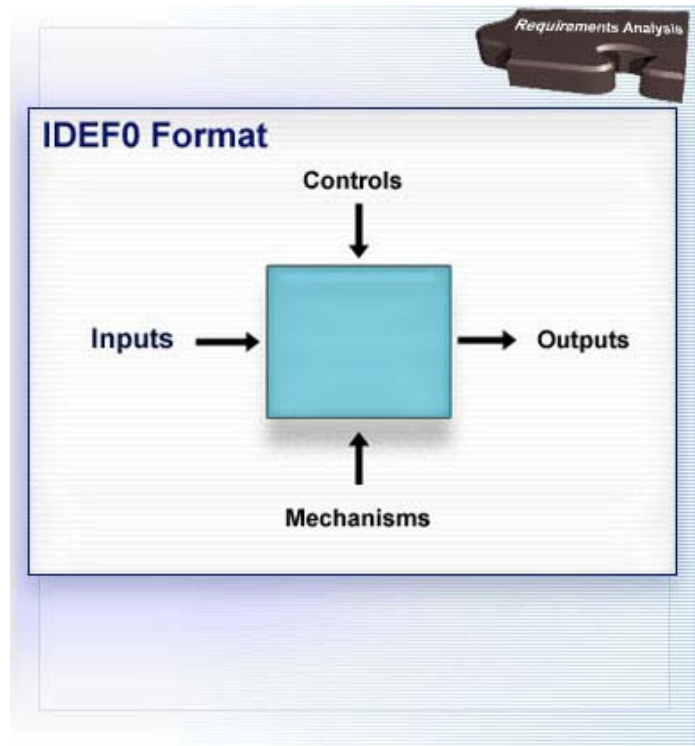 Requirements Analysis
IDEF0 Format
Controls
Inputs
Outputs
Mechanisms